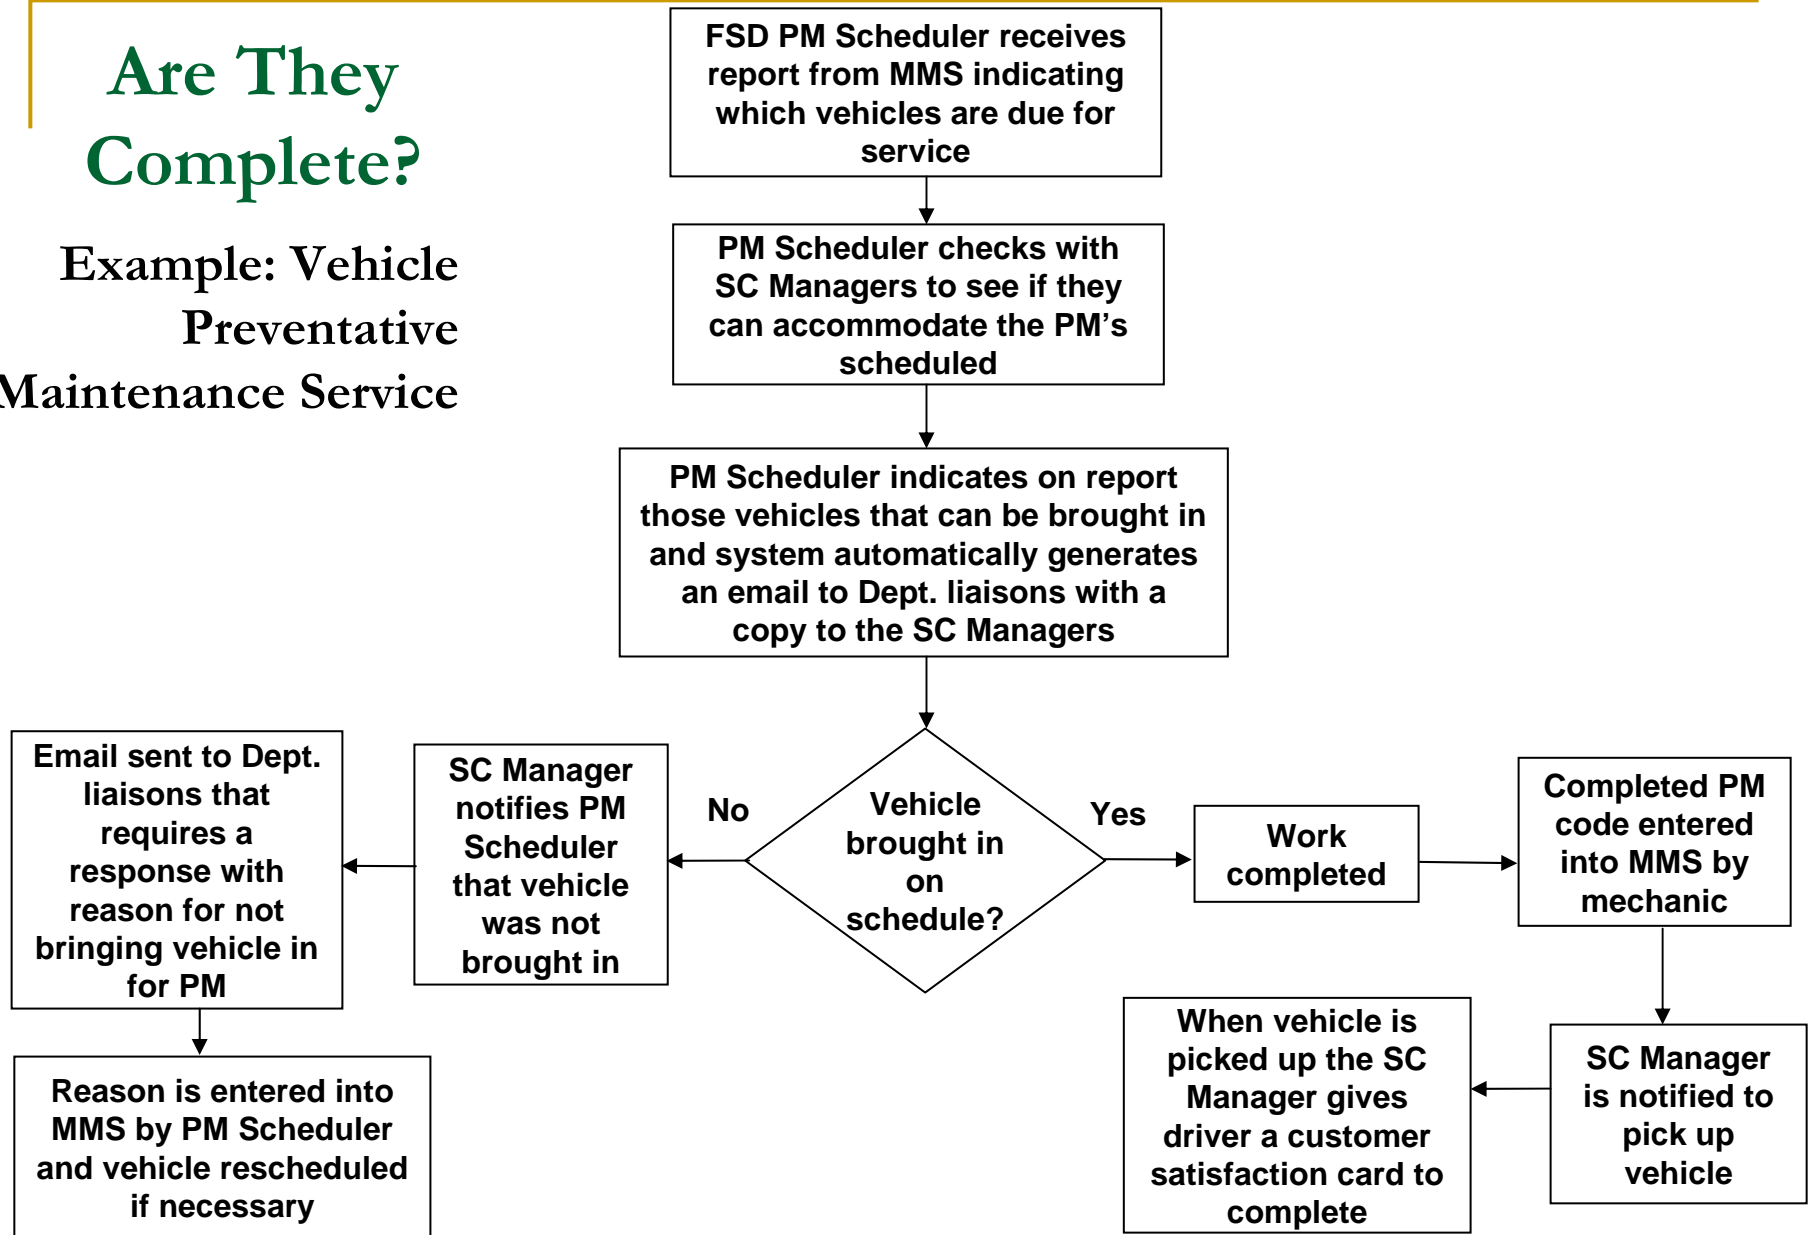 Are They
Complete?
Example: Vehicle
Preventative
Maintenance Service
FSD PM Scheduler receives
report from MMS indicating
which vehicles are due for
service
PM Scheduler checks with
SC Managers to see if they
can accommodate the PM’s
scheduled
PM Scheduler indicates on report
those vehicles that can be brought in
and system automatically generates
an email to Dept. liaisons with a
copy to the SC Managers
Vehicle
brought in
on
schedule?
No
SC Manager
notifies PM
Scheduler
that vehicle
was not
brought in
Email sent to Dept.
liaisons that
requires a
response with
reason for not
bringing vehicle in
for PM
Reason is entered into
MMS by PM Scheduler
and vehicle rescheduled
if necessary
Yes
Work
completed
Completed PM
code entered
into MMS by
mechanic
SC Manager
is notified to
pick up
vehicle
When vehicle is
picked up the SC
Manager gives
driver a customer
satisfaction card to
complete